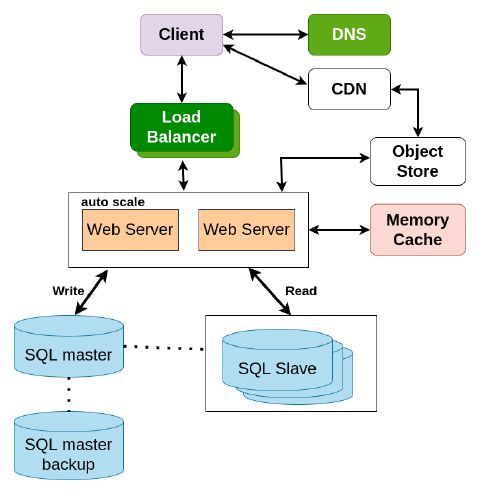 Client
DNS
CDN
Load
Balancer
Object
Store
auto scale
Web Server
Web Server
Memory
Cache
Write
Read
SQL master
SQL Slave
SQL master
backup